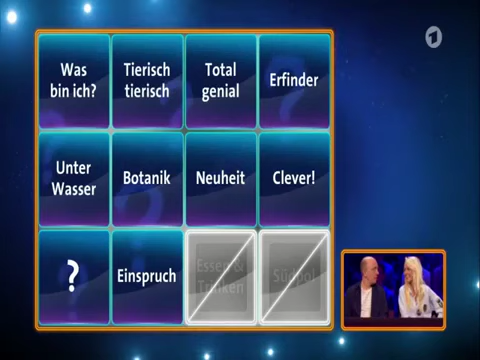 Was
bin ich?
Tierisch
tierisch
Total
genial
Erfinder
Unter
Wasser
Botanik
Neuheit
Clever!
?
Einspruch
Essen &
Trinken
Südpol
1